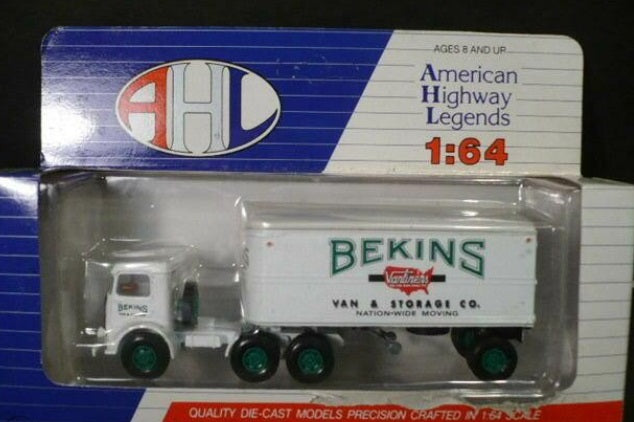 AHL
AGES 8 AND UP
American
Highway
Legends
1:64
BEKINS
Vanliners
VAN & STORAGE CO.
NATION-WIDE MOVING
BEKINS
QUALITY DIE-CAST MODELS PRECISION CRAFTED IN 1:64 SCALE